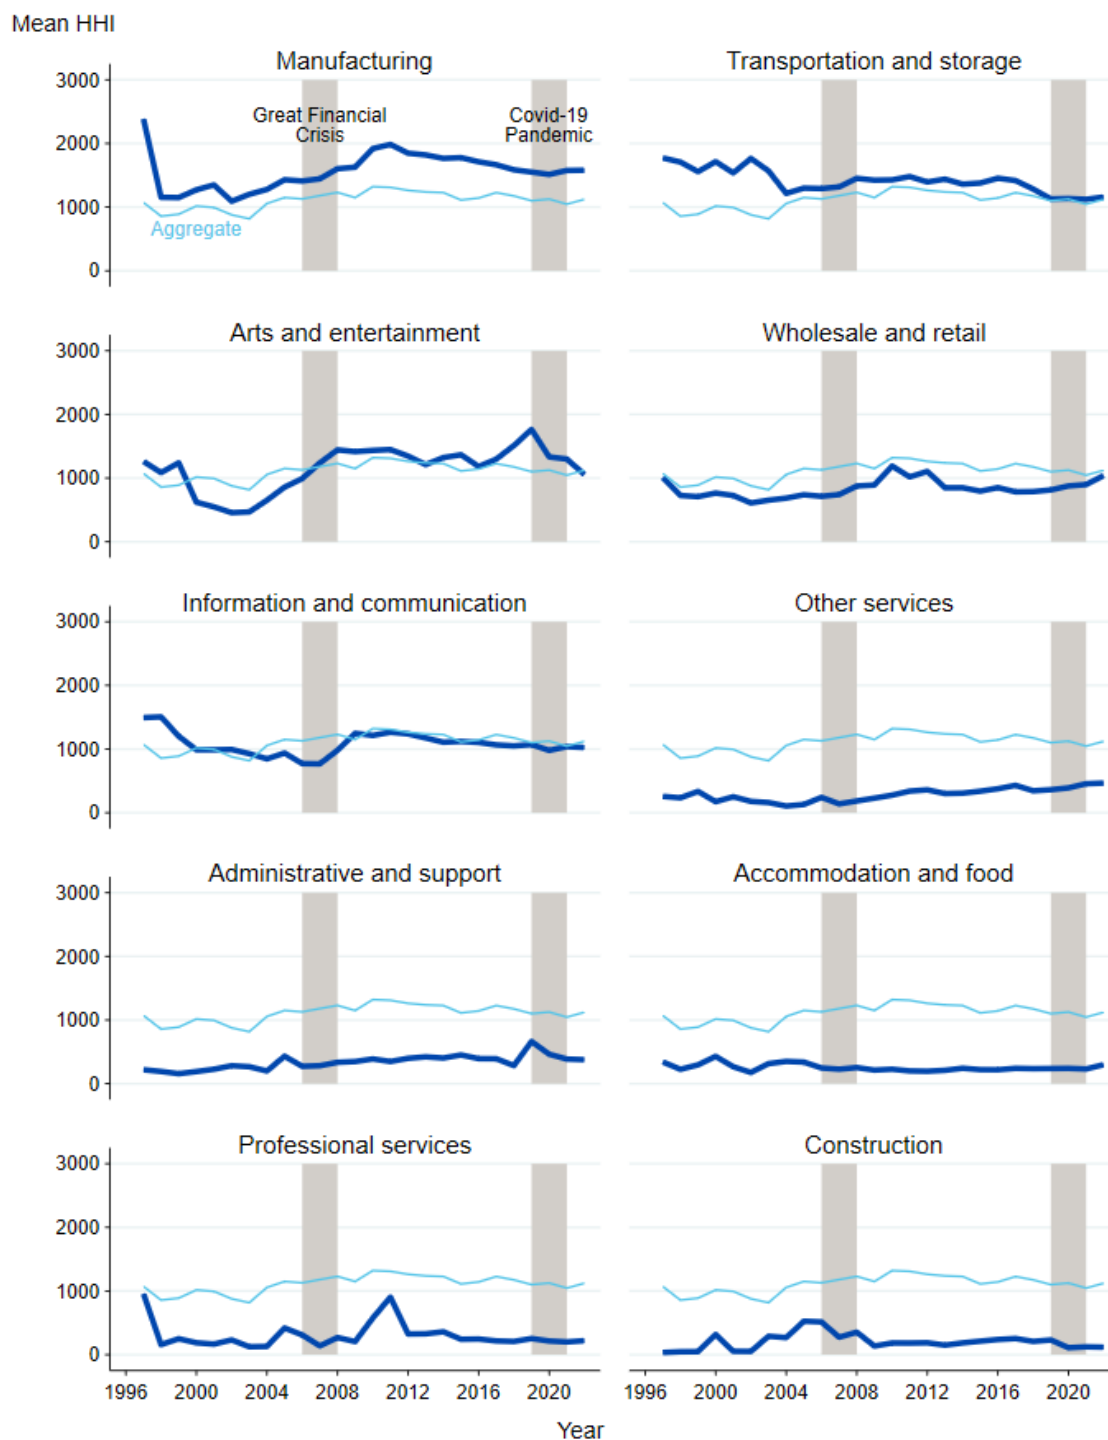 Mean HHI
Manufacturing
Transportation and storage
3000
2000
1000
0
Great Financial
Crisis
Covid-19
Pandemic
Aggregate
Arts and entertainment
Wholesale and retail
3000
2000
1000
0
Information and communication
Other services
3000
2000
1000
0
Administrative and support
Accommodation and food
3000
2000
1000
0
Professional services
Construction
3000
2000
1000
0
1996 2000 2004 2008 2012 2016 2020
1996 2000 2004 2008 2012 2016 2020
Year